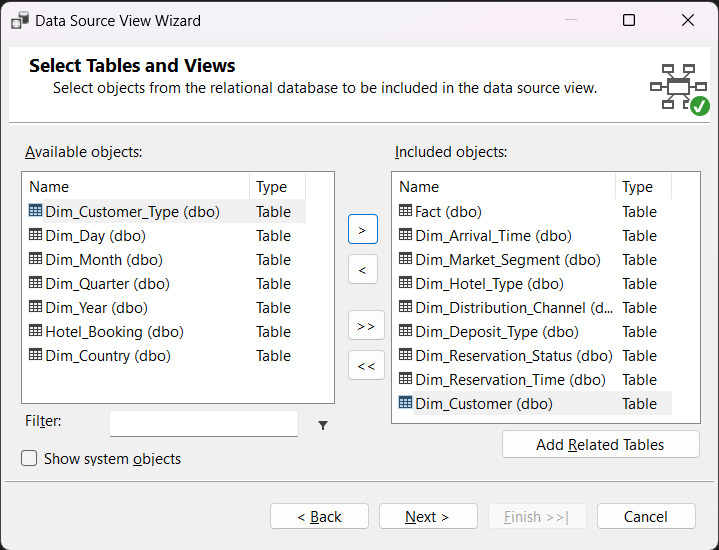 Data Source View Wizard
Select Tables and Views
Select objects from the relational database to be included in the data source view.
Available objects:
Name Type
Dim_Customer_Type (dbo) Table
Dim_Day (dbo) Table
Dim_Month (dbo) Table
Dim_Quarter (dbo) Table
Dim_Year (dbo) Table
Hotel_Booking (dbo) Table
Dim_Country (dbo) Table
Filter:
Show system objects
>
<
>>
<<
Included objects:
Name Type
Fact (dbo) Table
Dim_Arrival_Time (dbo) Table
Dim_Market_Segment (dbo) Table
Dim_Hotel_Type (dbo) Table
Dim_Distribution_Channel (d... Table
Dim_Deposit_Type (dbo) Table
Dim_Reservation_Status (dbo) Table
Dim_Reservation_Time (dbo) Table
Dim_Customer (dbo) Table
Add Related Tables
< Back
Next >
Finish >>|
Cancel